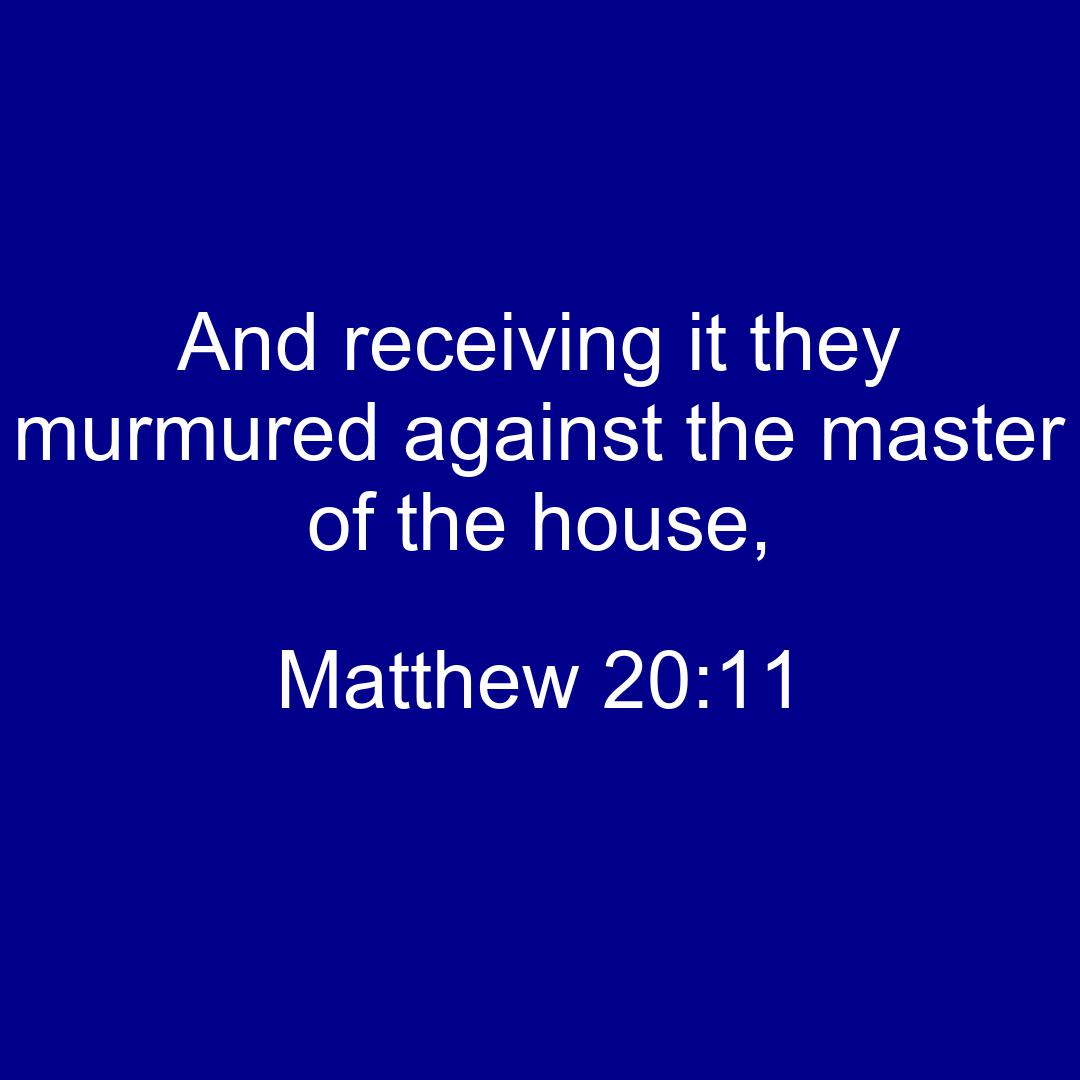 And receiving it they
murmured against the master
of the house,
Matthew 20:11